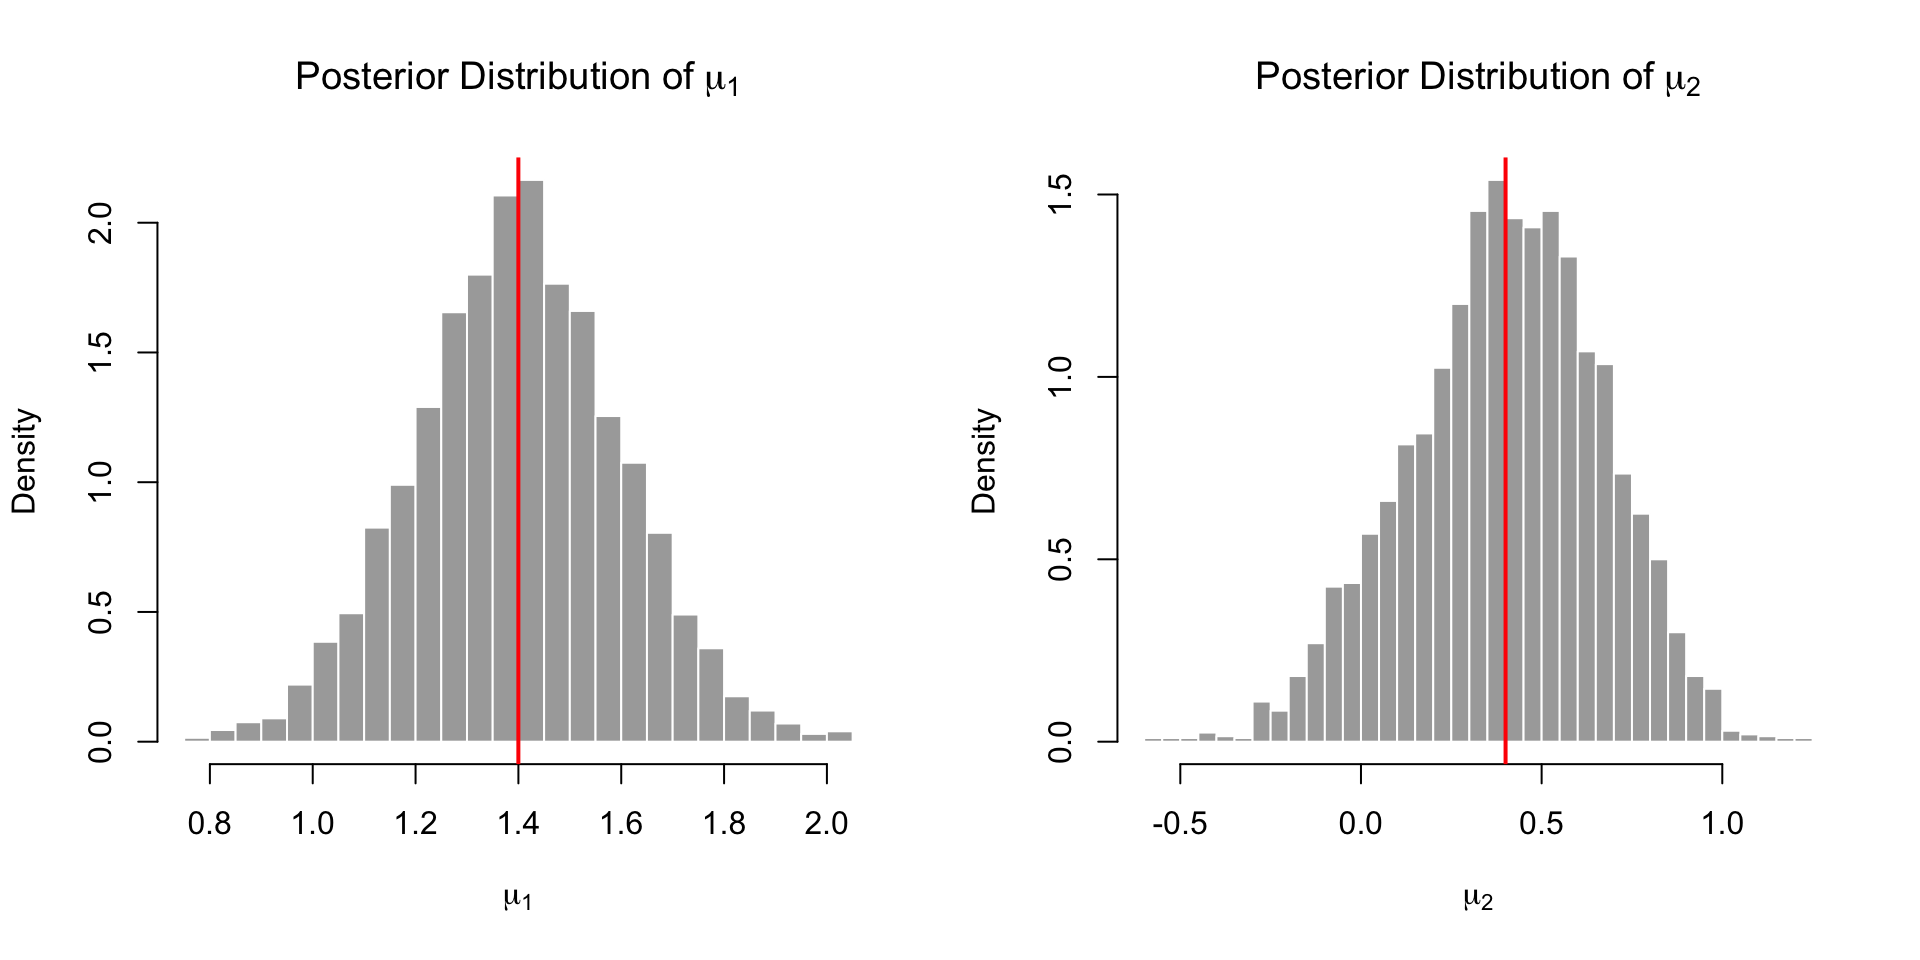 Posterior Distribution of μ1
Density
0.0 0.5 1.0 1.5 2.0
0.8 1.0 1.2 1.4 1.6 1.8 2.0
μ1
Posterior Distribution of μ2
Density
0.0 0.5 1.0 1.5
-0.5 0.0 0.5 1.0
μ2